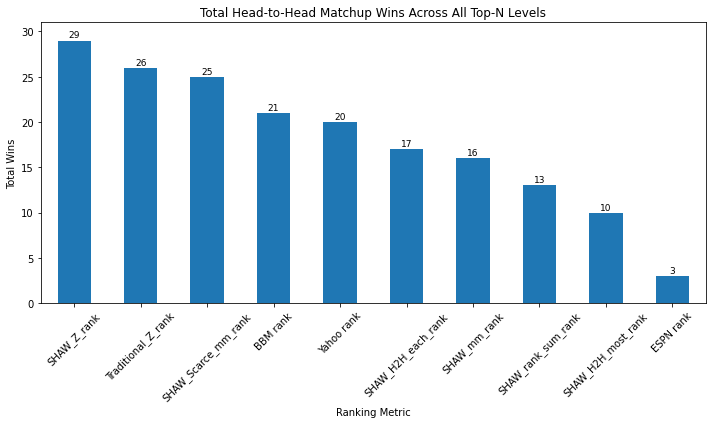 Total Head-to-Head Matchup Wins Across All Top-N Levels
Total Wins
30
25
20
15
10
5
0
29
26
25
21
20
17
16
13
10
3
SHAW_Z_rank
Traditional_Z_rank
SHAW_Scarce_mm_rank
BBM rank
Yahoo rank
SHAW_H2H_each_rank
SHAW_mm_rank
SHAW_rank_sum_rank
SHAW_H2H_most_rank
ESPN rank
Ranking Metric